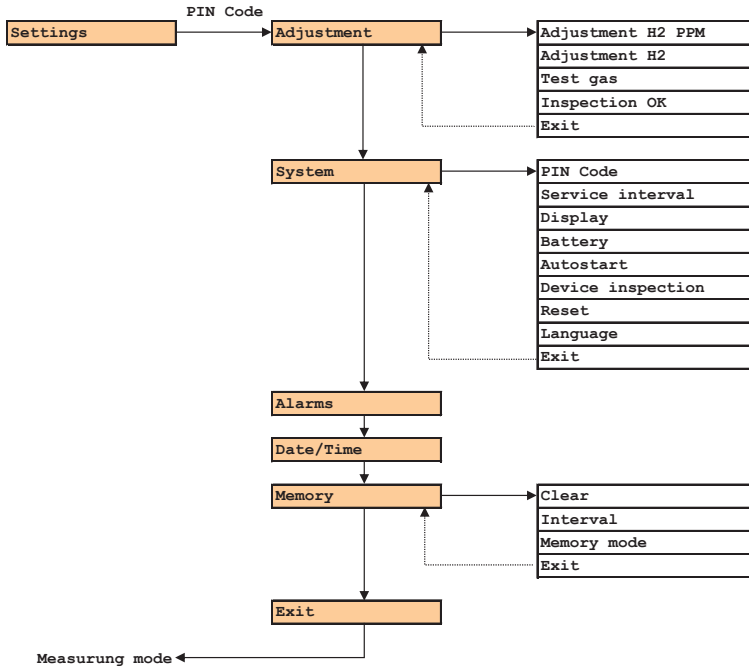 PIN Code
Settings
Adjustment
Adjustment H2 PPM
Adjustment H2
Test gas
Inspection OK
Exit
System
PIN Code
Service interval
Display
Battery
Autostart
Device inspection
Reset
Language
Exit
Alarms
Date/Time
Memory
Clear
Interval
Memory mode
Exit
Exit
Measurung mode